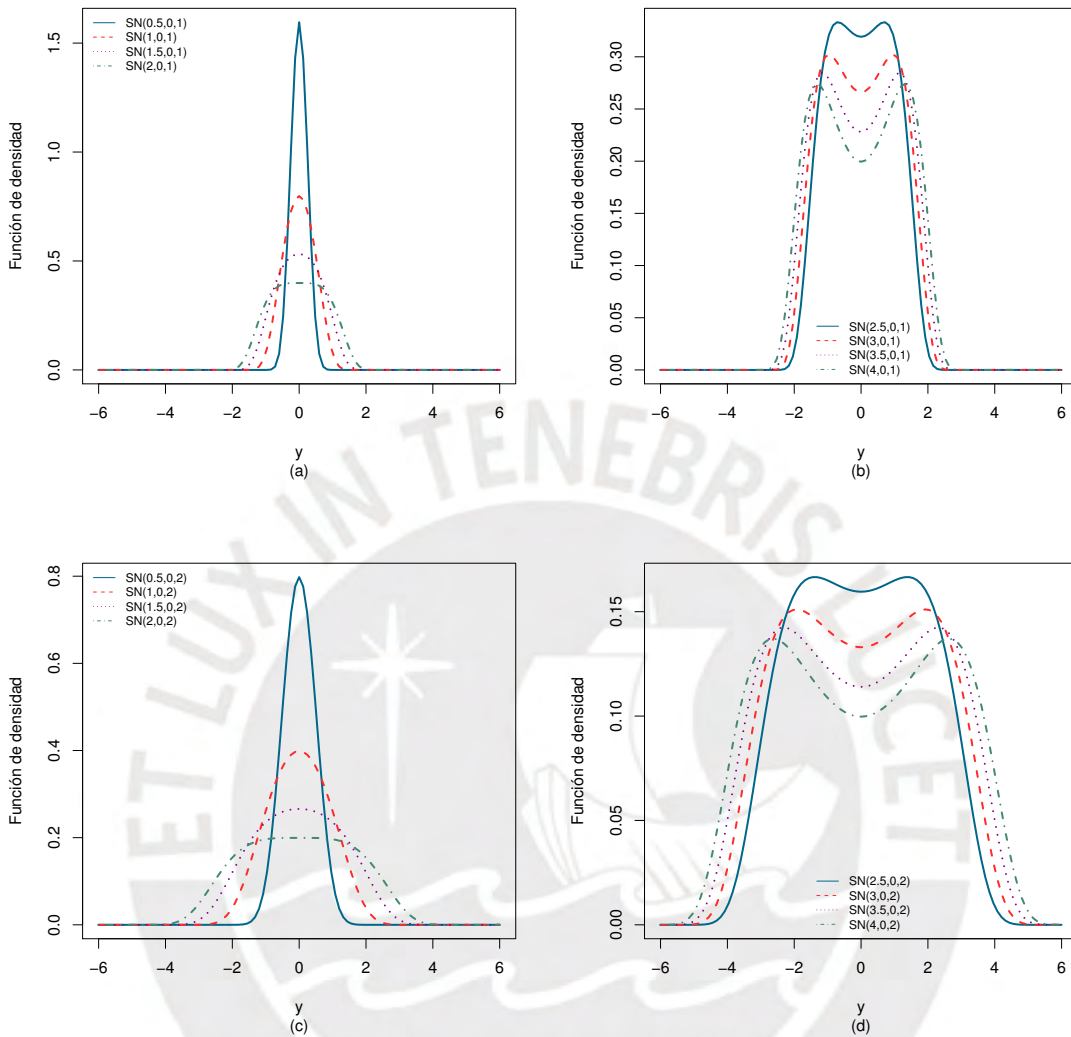 SN(0.5,0,1)
SN(1,0,1)
SN(1.5,0,1)
SN(2,0,1)
Función de densidad
0.0
0.5
1.0
1.5
−6
−4
−2
0
2
4
6
y
(a)
SN(2.5,0,1)
SN(3,0,1)
SN(3.5,0,1)
SN(4,0,1)
Función de densidad
0.00
0.05
0.10
0.15
0.20
0.25
0.30
−6
−4
−2
0
2
4
6
y
(b)
SN(0.5,0,2)
SN(1,0,2)
SN(1.5,0,2)
SN(2,0,2)
Función de densidad
0.0
0.2
0.4
0.6
0.8
−6
−4
−2
0
2
4
6
y
(c)
SN(2.5,0,2)
SN(3,0,2)
SN(3.5,0,2)
SN(4,0,2)
Función de densidad
0.00
0.05
0.10
0.15
−6
−4
−2
0
2
4
6
y
(d)
ET LUX IN TENEBRIS LUCET